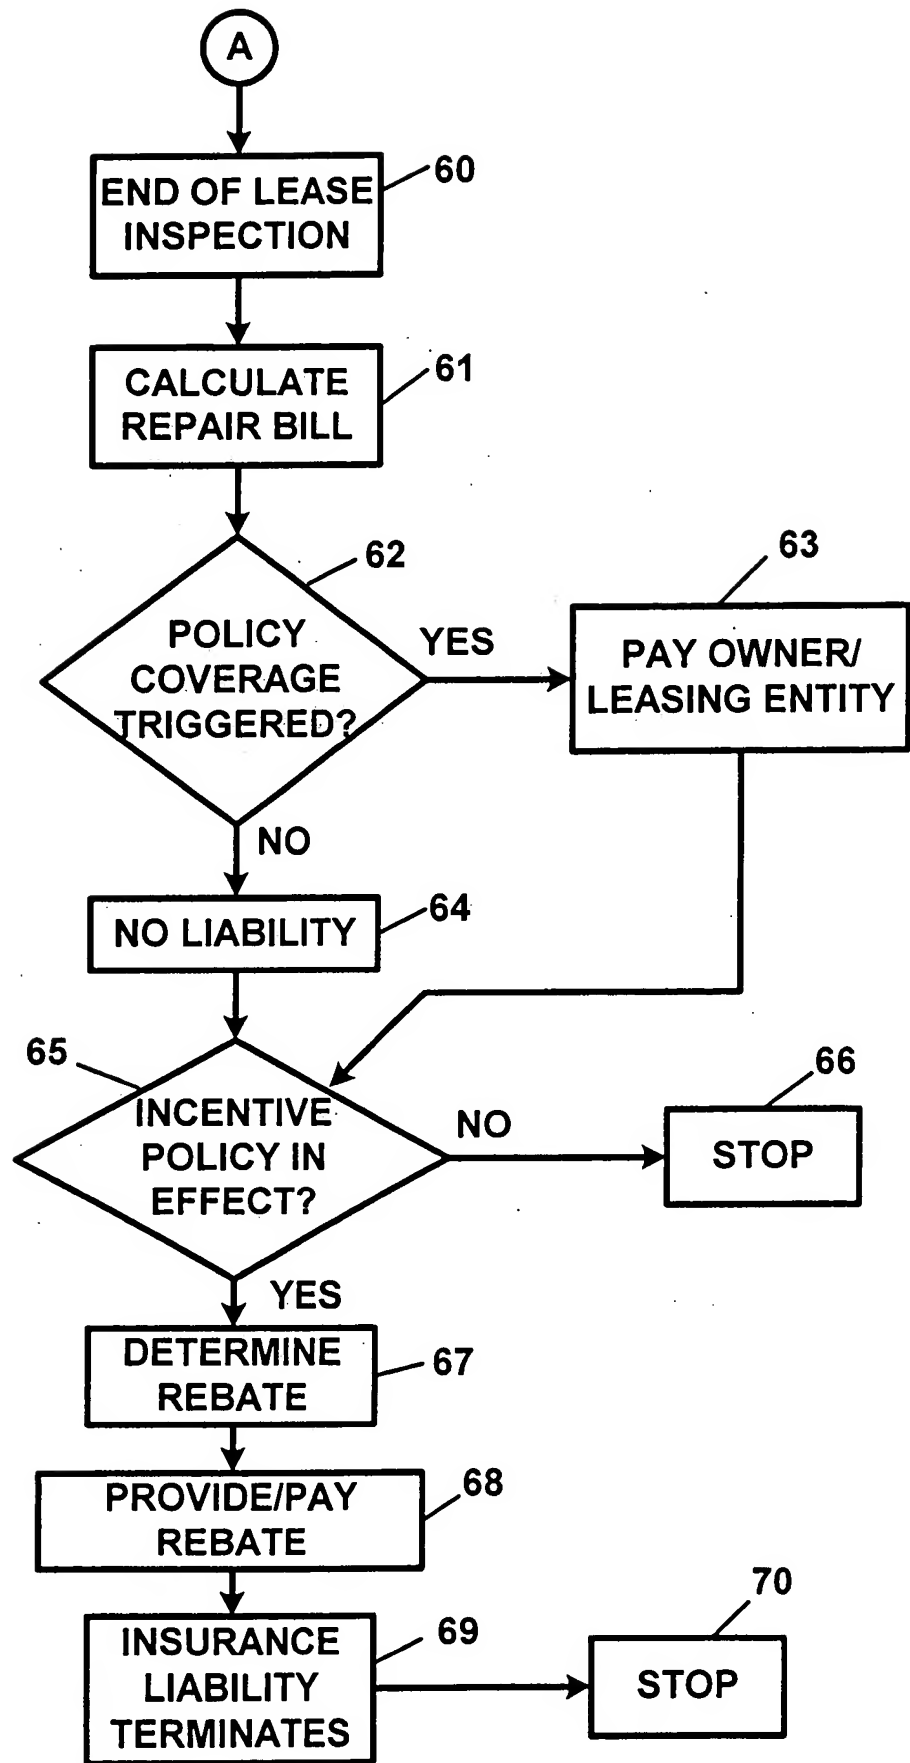 A
END OF LEASE
INSPECTION
60
CALCULATE
REPAIR BILL
61
POLICY
COVERAGE
TRIGGERED?
62
YES
63
PAY OWNER/
LEASING ENTITY
NO
NO LIABILITY
64
65
INCENTIVE
POLICY IN
EFFECT?
NO
66
STOP
YES
DETERMINE
REBATE
67
PROVIDE/PAY
REBATE
68
INSURANCE
LIABILITY
TERMINATES
69
70
STOP